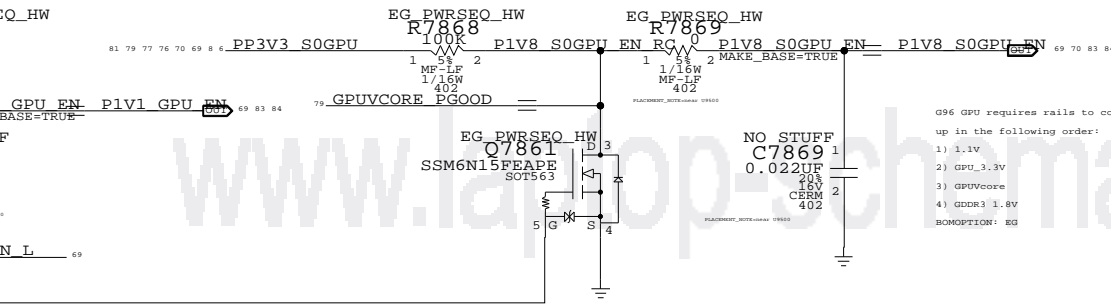 EQ_HW
EG_PWRSEQ_HW
R7868
100K
81 79 77 76 70 69 8 6
PP3V3_S0GPU
P1V8_S0GPU_EN_RC
1 5% 2
MF-LF
1/16W
402
EG_PWRSEQ_HW
R7869
0
P1V8_S0GPU_EN
MAKE_BASE=TRUE
1 5% 2
1/16W
MF-LF
402
PLACEMENT_NOTE=near U9500
P1V8_S0GPU_EN
OUT
69 70 83 84
_GPU_EN
BASE=TRUE
P1V1_GPU_EN
OUT
69 83 84
79
GPUVCORE_PGOOD
F
EG_PWRSEQ_HW
Q7861
SSM6N15FEAPE
SOT563
D 3
5 G S 4
NO STUFF
C7869
0.022UF
20%
16V
CERM
402
1
2
PLACEMENT_NOTE=near U9500
G96 GPU requires rails to co
up in the following order:
1) 1.1V
2) GPU_3.3V
3) GPUVcore
4) GDDR3 1.8V
BOMOPTION: EG
N_L
69
www.laptop-schema